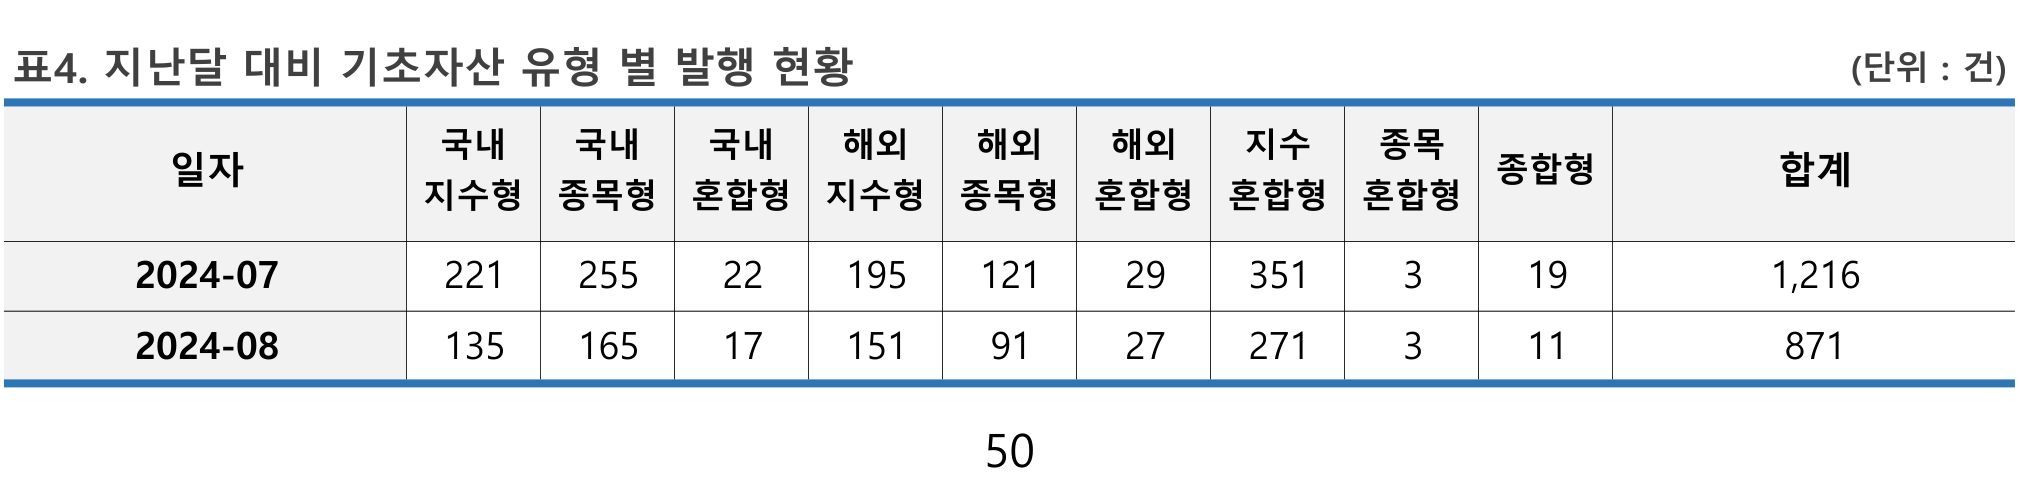 표4. 지난달 대비 기초자산 유형 별 발행 현황 (단위 : 건)
일자 국내 지수형 국내 종목형 국내 혼합형 해외 지수형 해외 종목형 해외 혼합형 지수 혼합형 종목 혼합형 종합형 합계
2024-07 221 255 22 195 121 29 351 3 19 1,216
2024-08 135 165 17 151 91 27 271 3 11 871
50